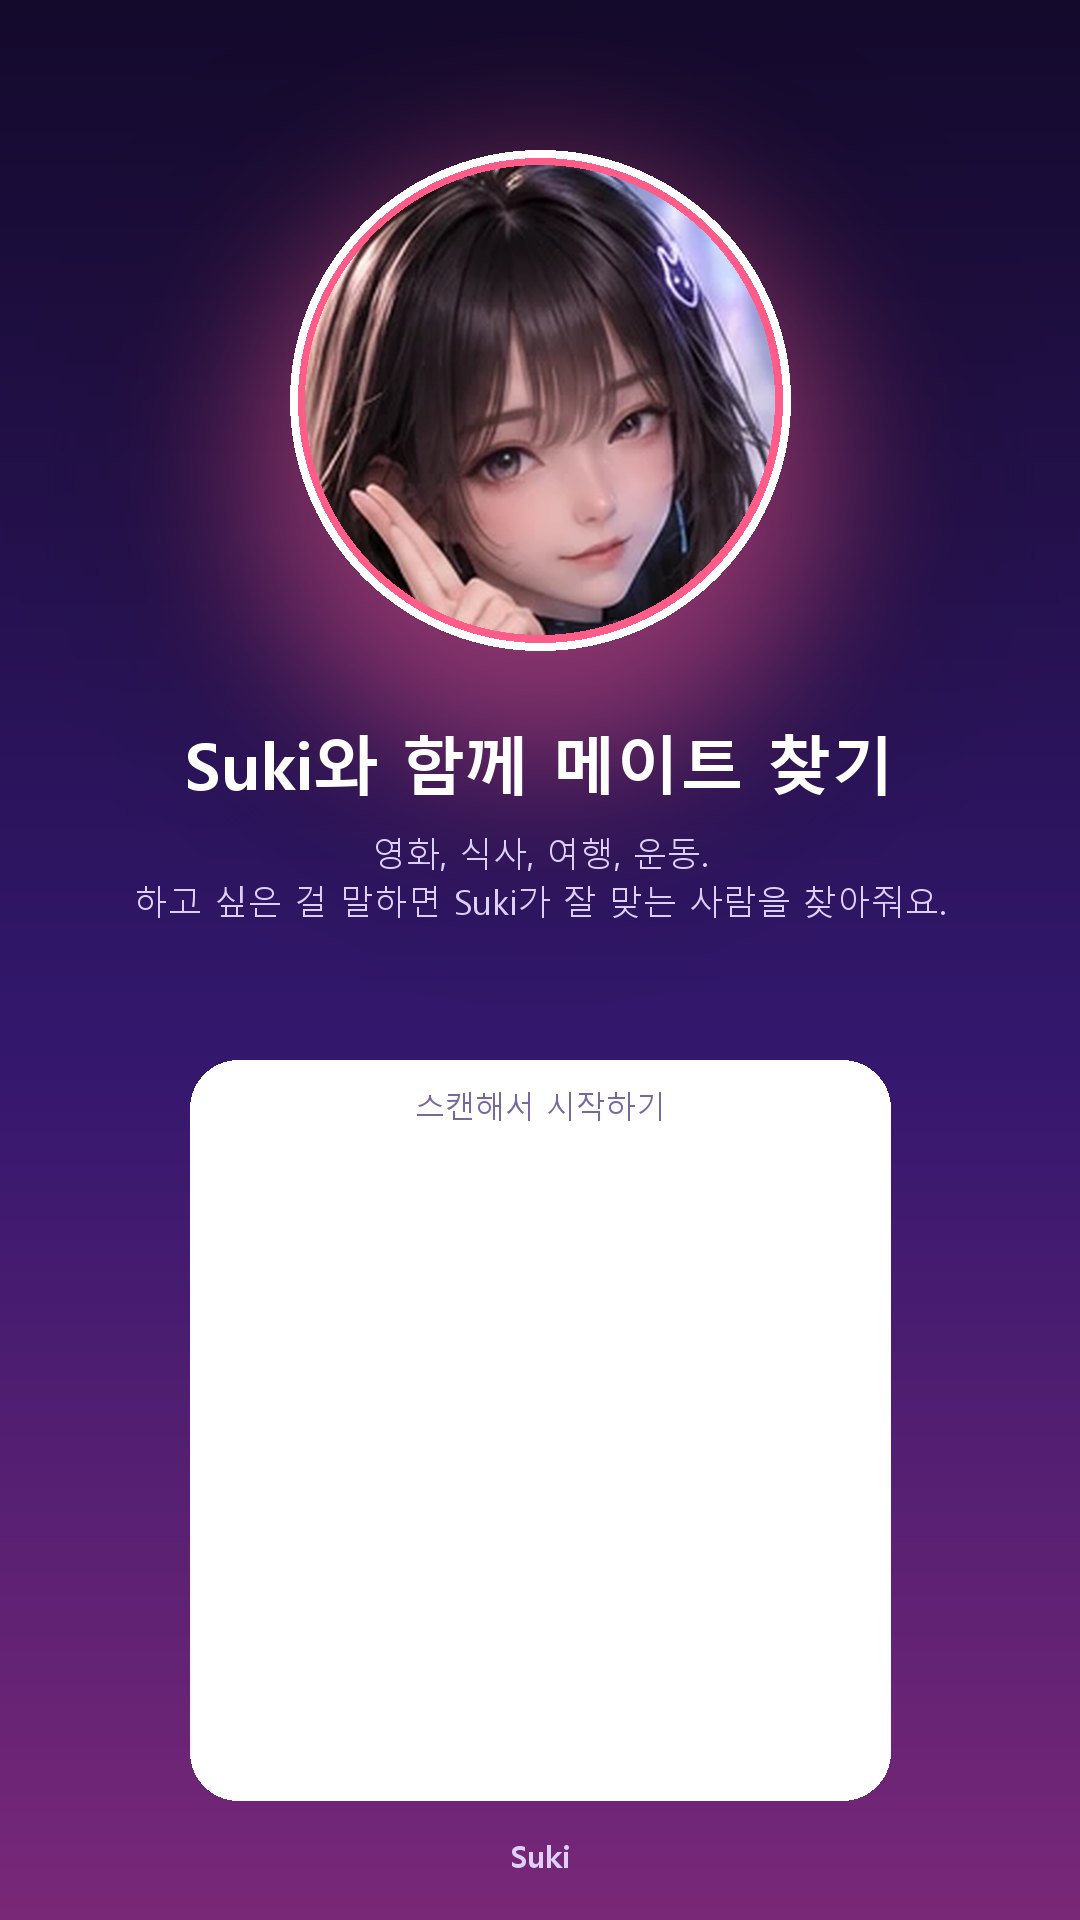 Suki와 함께 메이트 찾기
영화, 식사, 여행, 운동.
하고 싶은 걸 말하면 Suki가 잘 맞는 사람을 찾아줘요.
스캔해서 시작하기
Suki